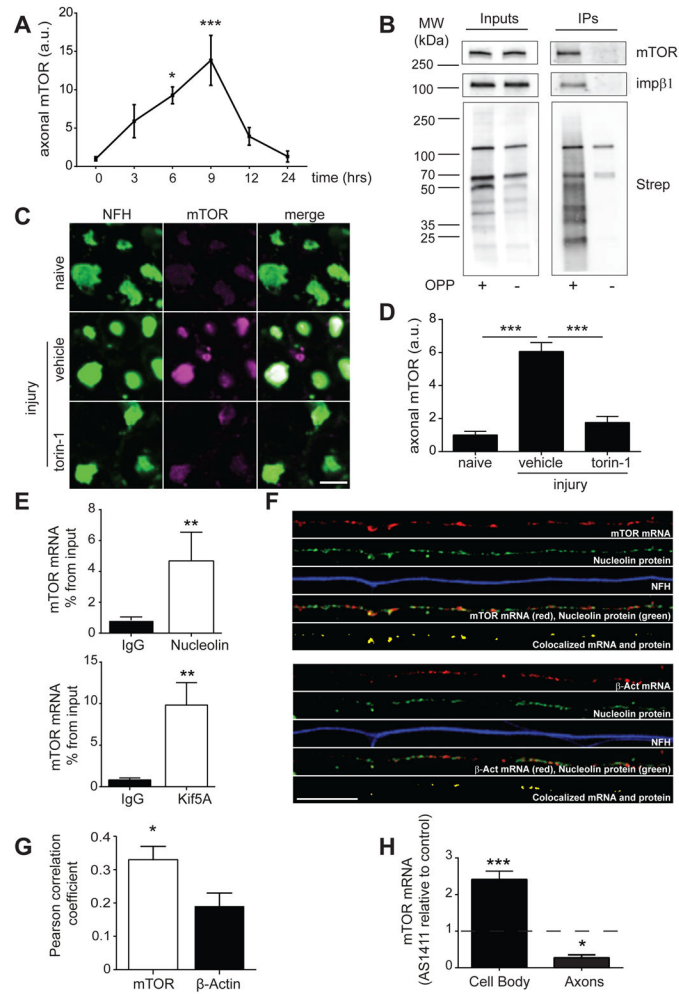 A
axonal mTOR (a.u.)
20
15
10
5
0
*
***
0 3 6 9 12 24 time (hrs)
B
MW
(kDa)
Inputs IPs
250
100
mTOR
impβ1
250
100
70
50
35
25
Strep
OPP + - + -
C
NFH mTOR merge
naive
injury
vehicle
torin-1
D
axonal mTOR (a.u.)
8
6
4
2
0
*** ***
naive vehicle torin-1
injury
E
mTOR mRNA
% from input
8
6
4
2
0
**
IgG Nucleolin
mTOR mRNA
% from input
15
10
5
0
**
IgG Kif5A
F
mTOR mRNA
Nucleolin protein
NFH
mTOR mRNA (red), Nucleolin protein (green)
Colocalized mRNA and protein
β-Act mRNA
Nucleolin protein
NFH
β-Act mRNA (red), Nucleolin protein (green)
Colocalized mRNA and protein
G
Pearson correlation
coefficient
0.4
0.3
0.2
0.1
0
*
mTOR β-Actin
H
mTOR mRNA
(AS1411 relative to control)
3
2
1
0
***
*
Cell Body Axons